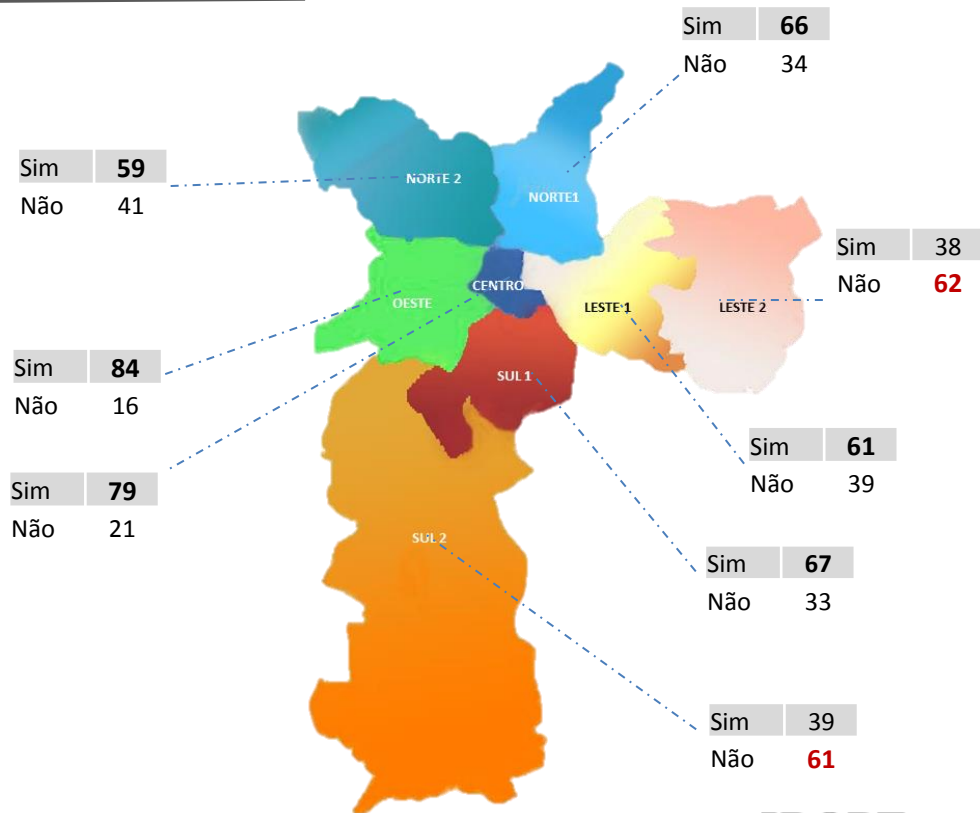 Sim 66
Não 34
Sim 59
Não 41
NORTE 2
NORTE1
Sim 38
Não 62
CENTRO
OESTE
LESTE 1
LESTE 2
Sim 84
Não 16
SUL 1
Sim 61
Não 39
Sim 79
Não 21
SUL 2
Sim 67
Não 33
Sim 39
Não 61